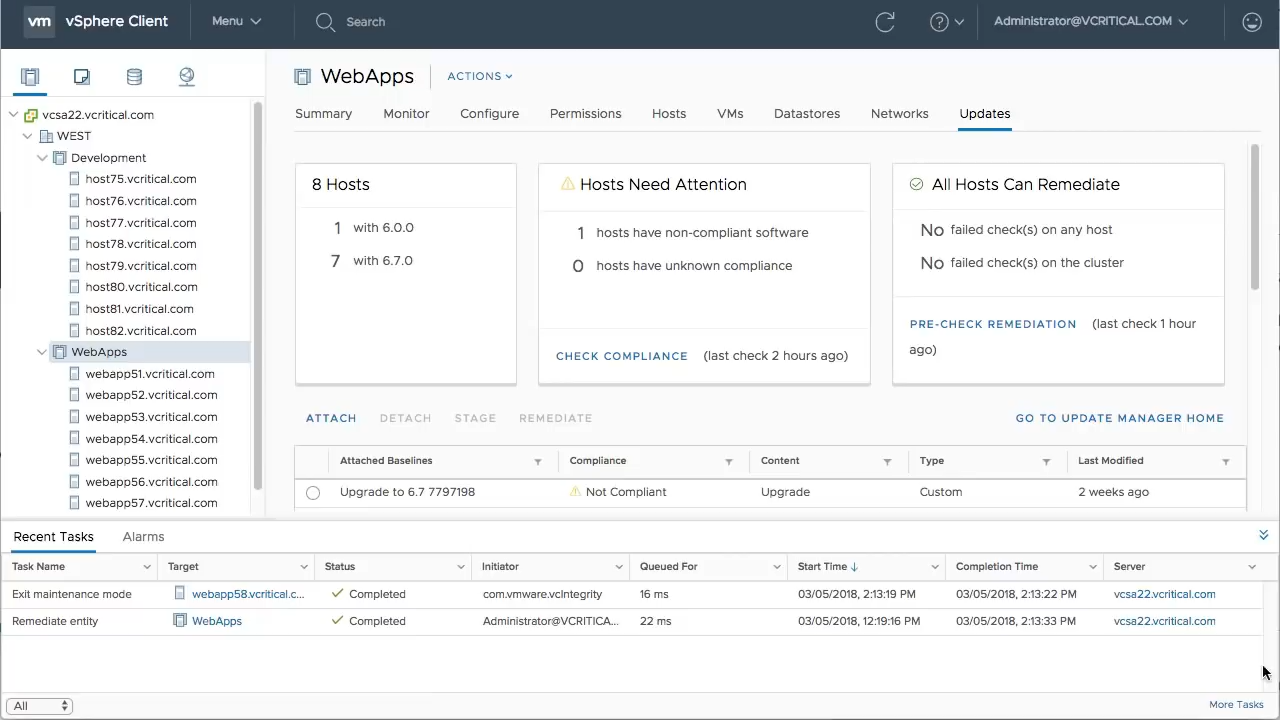 vm vSphere Client Menu Search Administrator@VCRITICAL.COM
vcsa22.vcritical.com
WEST
Development
host75.vcritical.com
host76.vcritical.com
host77.vcritical.com
host78.vcritical.com
host79.vcritical.com
host80.vcritical.com
host81.vcritical.com
host82.vcritical.com
WebApps
webapp51.vcritical.com
webapp52.vcritical.com
webapp53.vcritical.com
webapp54.vcritical.com
webapp55.vcritical.com
webapp56.vcritical.com
webapp57.vcritical.com
WebApps ACTIONS
Summary Monitor Configure Permissions Hosts VMs Datastores Networks Updates
8 Hosts
1 with 6.0.0
7 with 6.7.0
Hosts Need Attention
1 hosts have non-compliant software
0 hosts have unknown compliance
CHECK COMPLIANCE (last check 2 hours ago)
All Hosts Can Remediate
No failed check(s) on any host
No failed check(s) on the cluster
PRE-CHECK REMEDIATION (last check 1 hour
ago)
ATTACH DETACH STAGE REMEDIATE GO TO UPDATE MANAGER HOME
Attached Baselines Compliance Content Type Last Modified
Upgrade to 6.7 7797198 Not Compliant Upgrade Custom 2 weeks ago
Recent Tasks Alarms
Task Name Target Status Initiator Queued For Start Time Completion Time Server
Exit maintenance mode webapp58.vcritical.c... Completed com.vmware.vcIntegrity 16 ms 03/05/2018, 2:13:19 PM 03/05/2018, 2:13:22 PM vcsa22.vcritical.com
Remediate entity WebApps Completed Administrator@VCRITICA... 22 ms 03/05/2018, 12:19:16 PM 03/05/2018, 2:13:33 PM vcsa22.vcritical.com
All More Tasks